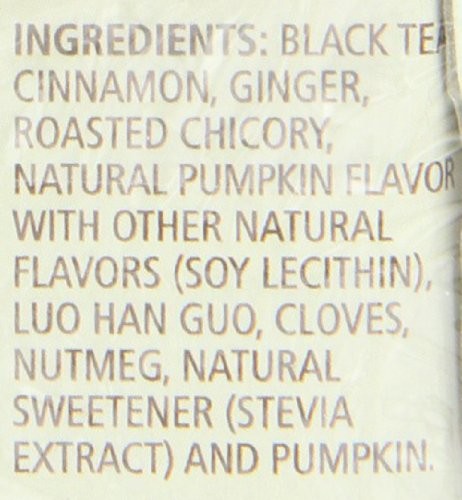 INGREDIENTS: BLACK TEA
CINNAMON, GINGER,
ROASTED CHICORY,
NATURAL PUMPKIN FLAVOR
WITH OTHER NATURAL
FLAVORS (SOY LECITHIN),
LUO HAN GUO, CLOVES,
NUTMEG, NATURAL
SWEETENER (STEVIA
EXTRACT) AND PUMPKIN.